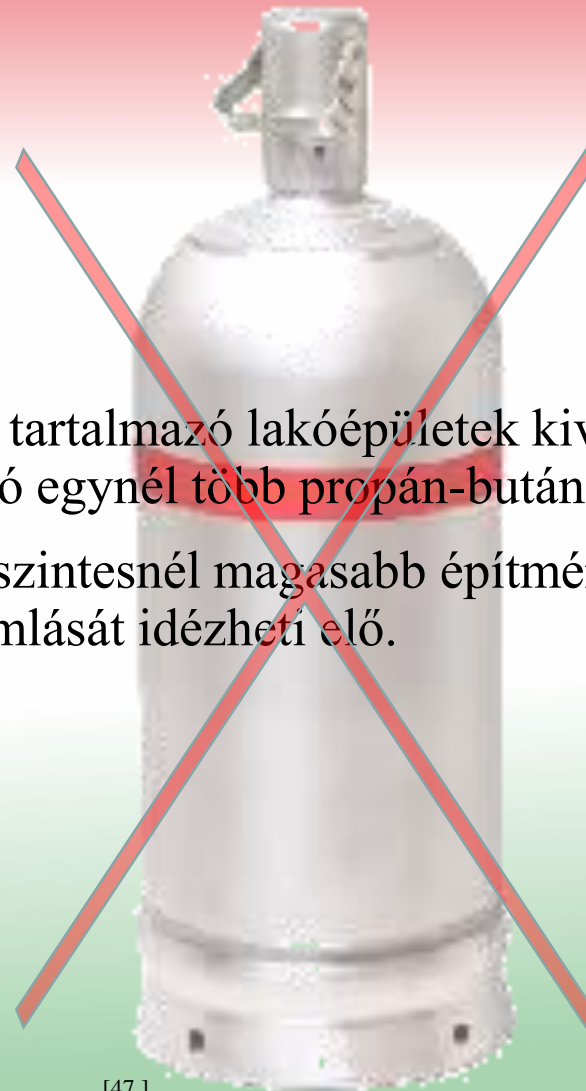 tartalmazó lakóépületek kiv
ó egynél több propán-bután
szintesnél magasabb építmé
mlását idézheti elő.
[47.]